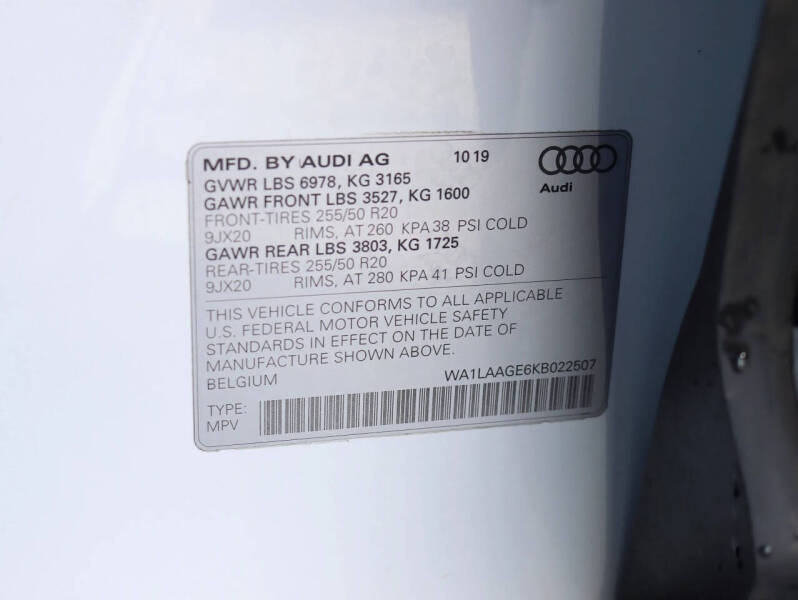 MFD. BY AUDI AG 10 19
GVWR LBS 6978, KG 3165
GAWR FRONT LBS 3527, KG 1600
FRONT-TIRES 255/50 R20
9JX20 RIMS, AT 260 KPA 38 PSI COLD
GAWR REAR LBS 3803, KG 1725
REAR-TIRES 255/50 R20
9JX20 RIMS, AT 280 KPA 41 PSI COLD
Audi
THIS VEHICLE CONFORMS TO ALL APPLICABLE
U.S. FEDERAL MOTOR VEHICLE SAFETY
STANDARDS IN EFFECT ON THE DATE OF
MANUFACTURE SHOWN ABOVE.
BELGIUM WA1LAAGE6KB022507
TYPE:
MPV